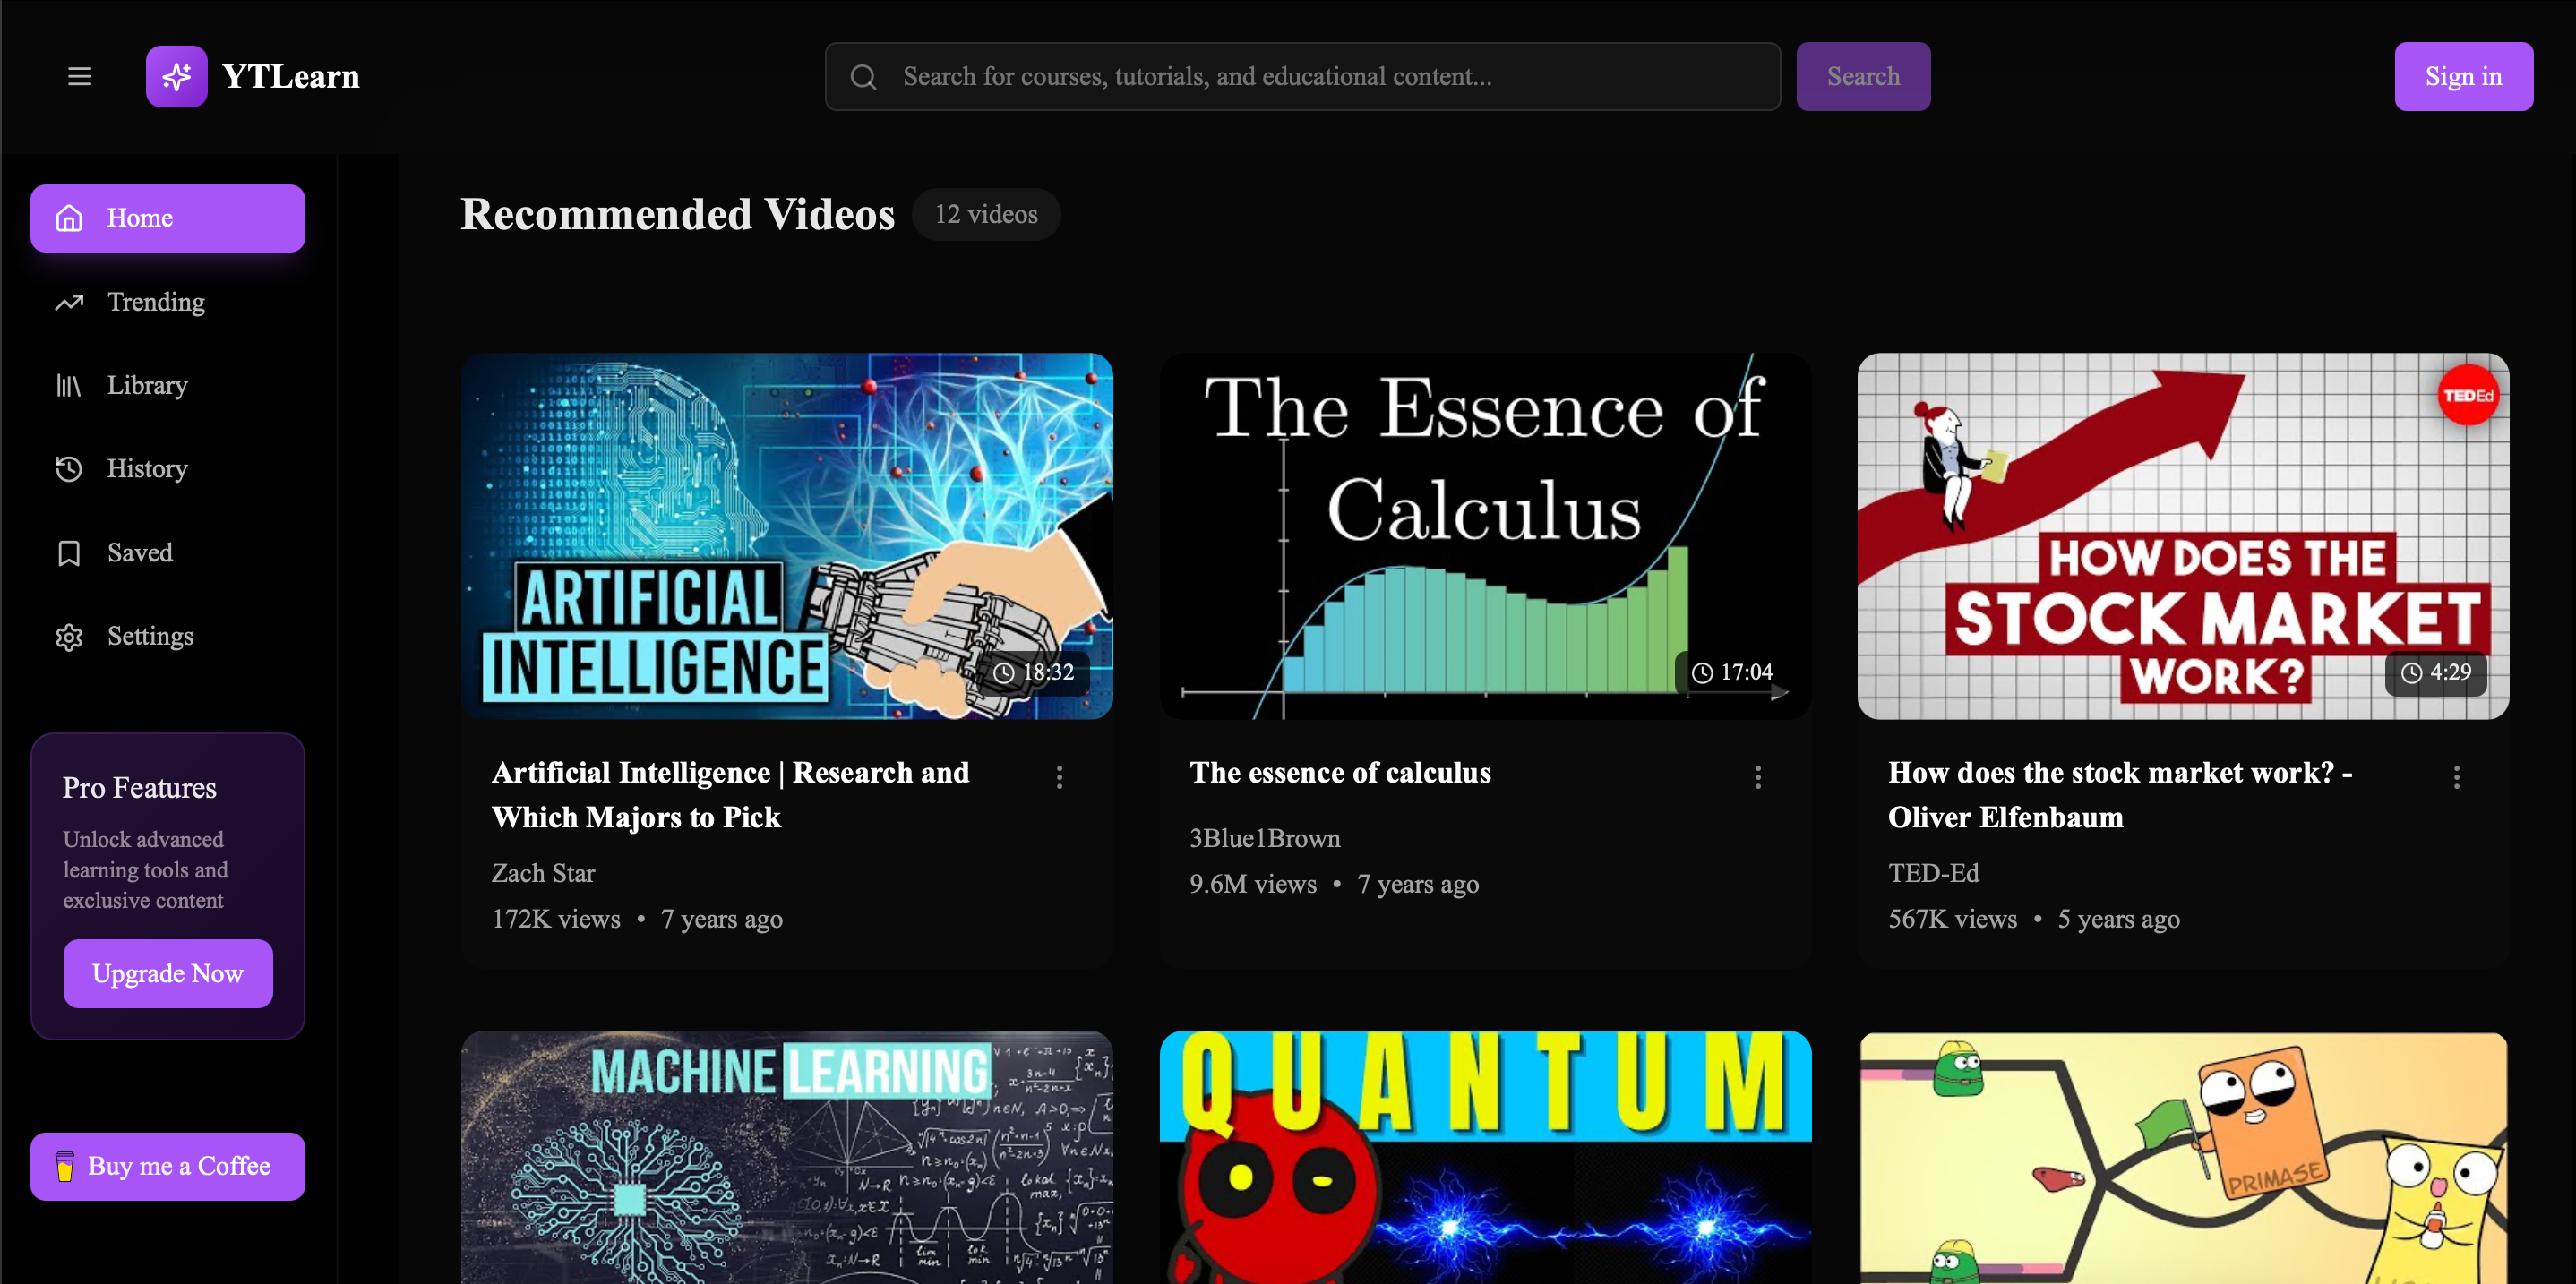 YTLearn
Search for courses, tutorials, and educational content...
Search
Sign in
Home
Trending
Library
History
Saved
Settings
Pro Features
Unlock advanced
learning tools and
exclusive content
Upgrade Now
Buy me a Coffee
Recommended Videos
12 videos
ARTIFICIAL
INTELLIGENCE
18:32
Artificial Intelligence | Research and
Which Majors to Pick
Zach Star
172K views • 7 years ago
The Essence of
Calculus
17:04
The essence of calculus
3Blue1Brown
9.6M views • 7 years ago
TEDEd
HOW DOES THE
STOCK MARKET
WORK?
4:29
How does the stock market work? -
Oliver Elfenbaum
TED-Ed
567K views • 5 years ago
MACHINE LEARNING
QUANTUM
PRIMASE